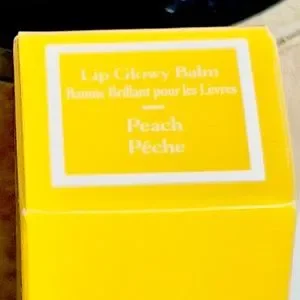 Lip Glowy Balm
Baume Brillant pour les Lèvres
Peach
Pêche